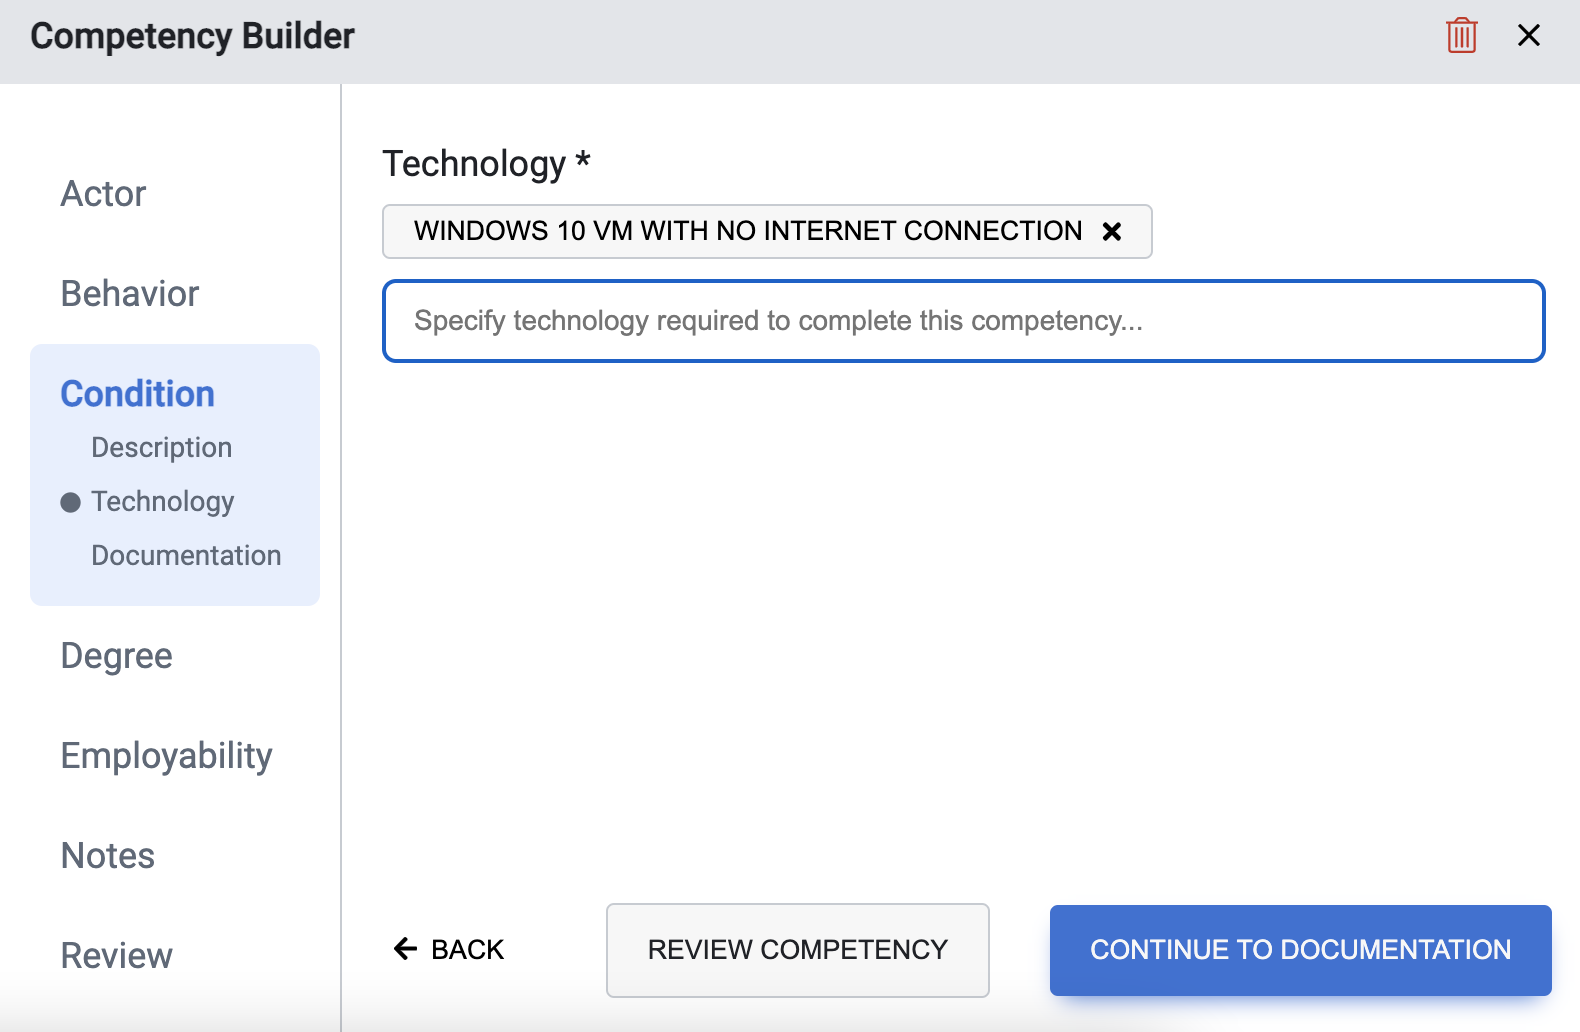 Competency Builder
Actor
Behavior
Condition
Description
Technology
Documentation
Degree
Employability
Notes
Review
Technology *
WINDOWS 10 VM WITH NO INTERNET CONNECTION
Specify technology required to complete this competency...
BACK
REVIEW COMPETENCY
CONTINUE TO DOCUMENTATION